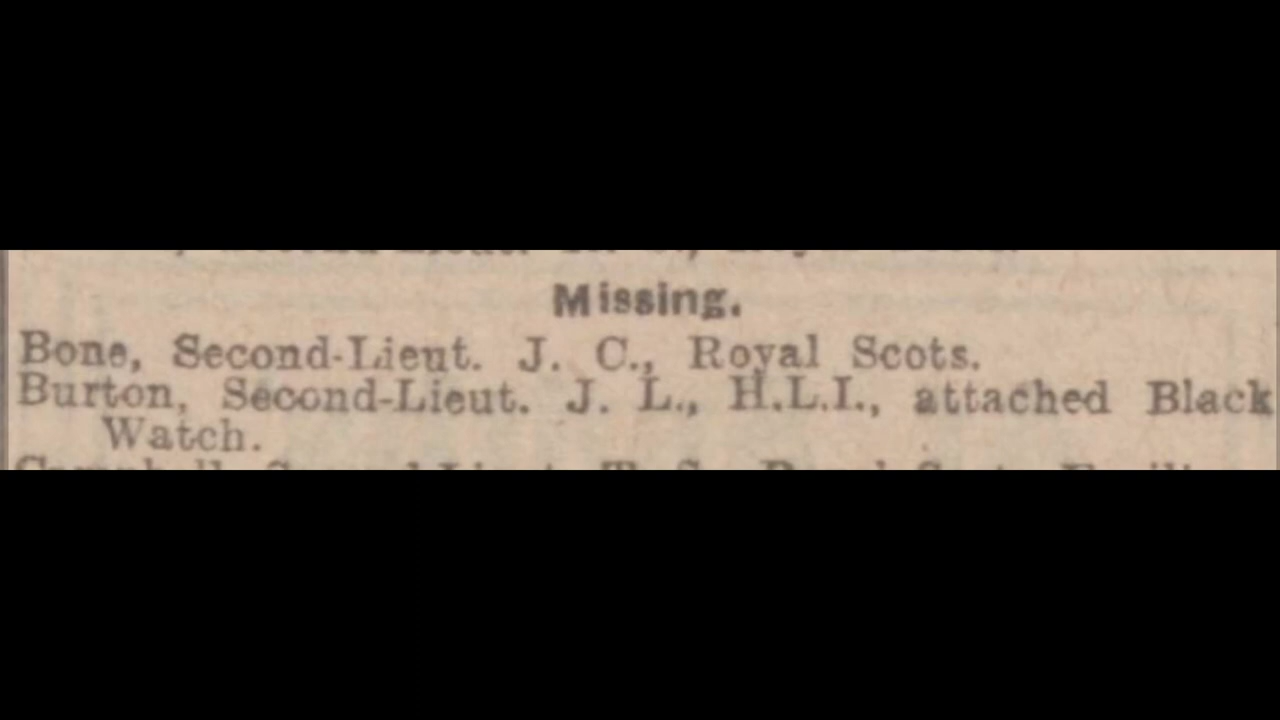 Missing.
Bone, Second-Lieut. J. C., Royal Scots.
Burton, Second-Lieut. J. L., H.L.I., attached Black
Watch.